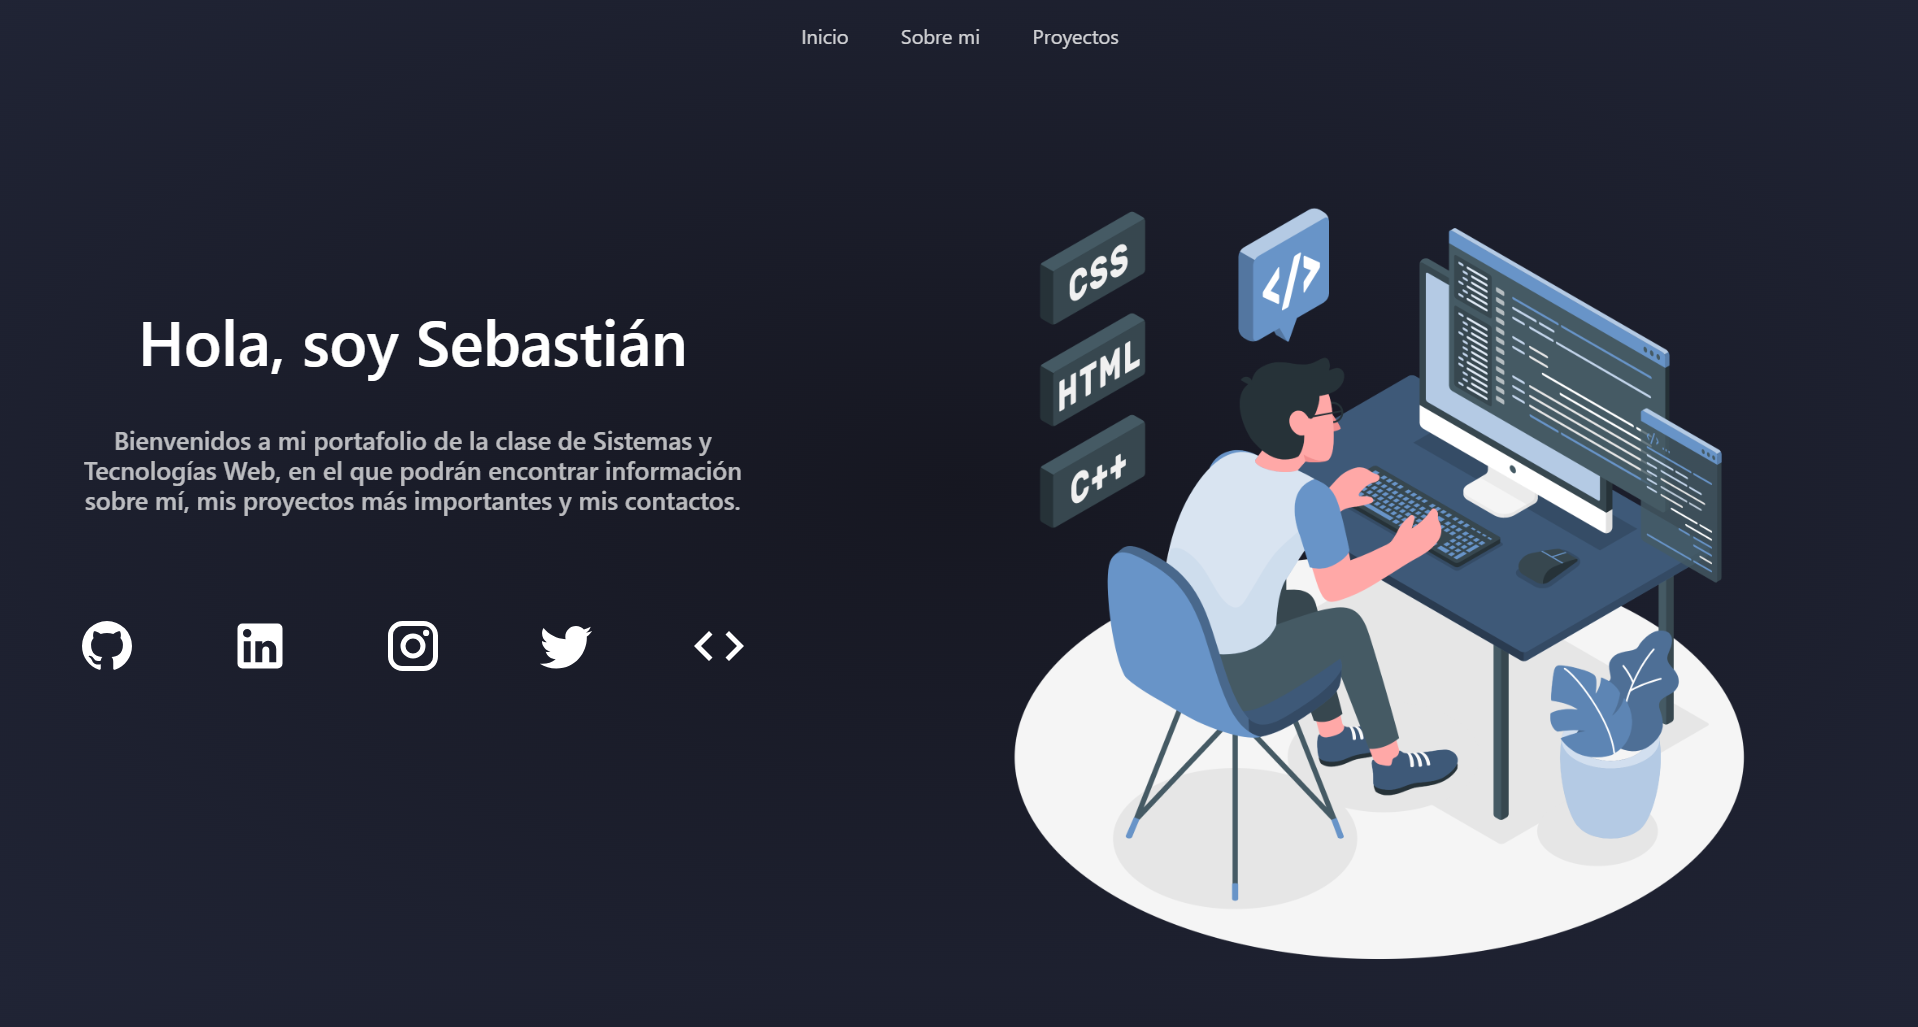 Inicio Sobre mi Proyectos
Hola, soy Sebastián
Bienvenidos a mi portafolio de la clase de Sistemas y
Tecnologías Web, en el que podrán encontrar información
sobre mí, mis proyectos más importantes y mis contactos.
in
CSS
</>
HTML
C++